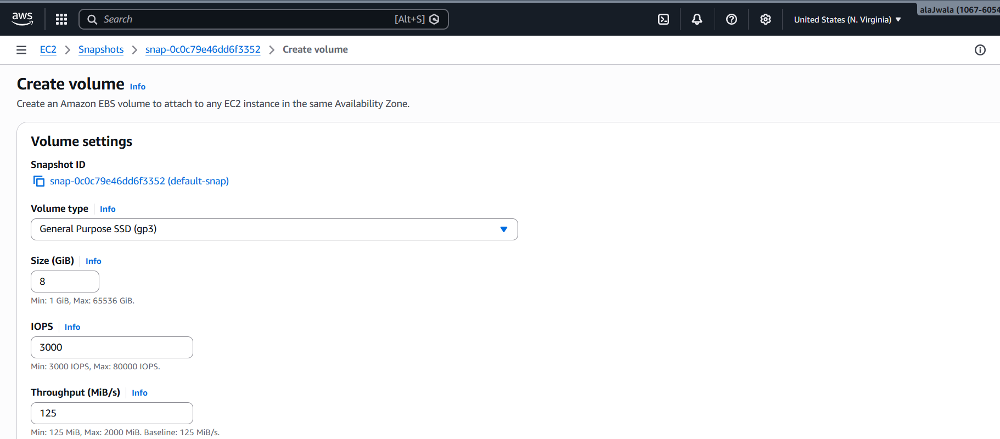 alaJwala (1067-6054
aws
Search [Alt+S]
United States (N. Virginia)
EC2 Snapshots snap-0c0c79e46dd6f3352 Create volume
Create volume Info
Create an Amazon EBS volume to attach to any EC2 instance in the same Availability Zone.
Volume settings
Snapshot ID
snap-0c0c79e46dd6f3352 (default-snap)
Volume type Info
General Purpose SSD (gp3)
Size (GiB) Info
8
Min: 1 GiB, Max: 65536 GiB.
IOPS Info
3000
Min: 3000 IOPS, Max: 80000 IOPS.
Throughput (MiB/s) Info
125
Min: 125 MiB, Max: 2000 MiB. Baseline: 125 MiB/s.